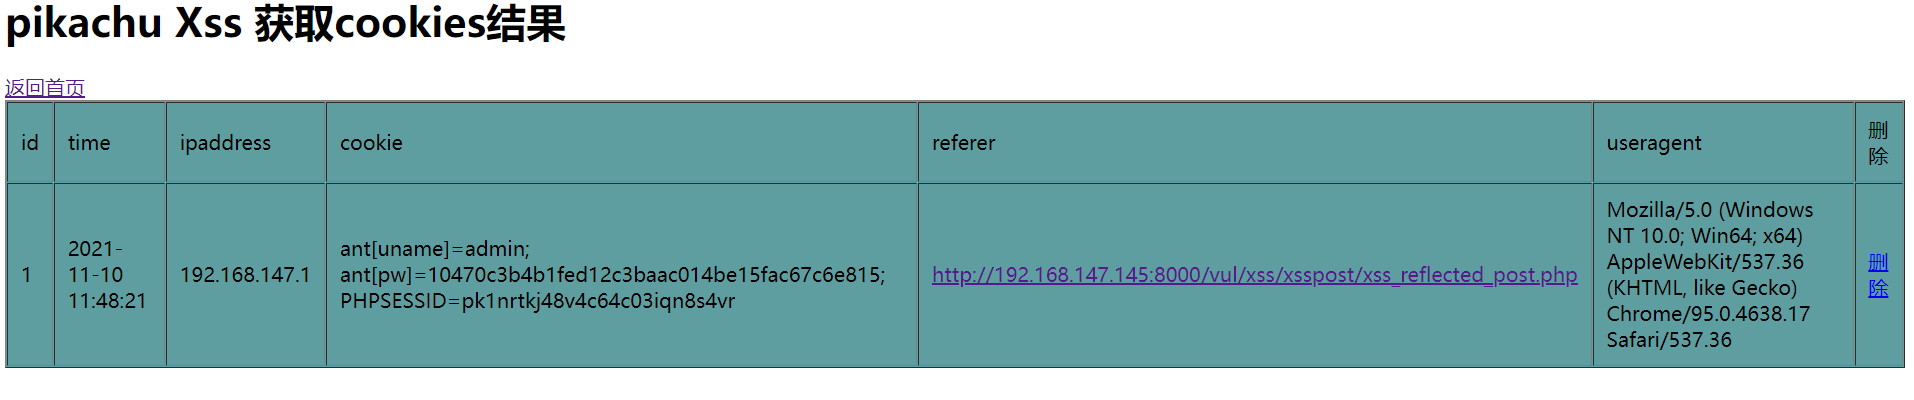 pikachu Xss 获取cookies结果
返回首页
id time ipaddress cookie referer useragent 删
除
1
2021-
11-10
11:48:21
192.168.147.1
ant[uname]=admin;
ant[pw]=10470c3b4b1fed12c3baac014be15fac67c6e815;
PHPSESSID=pk1nrtkj48v4c64c03iqn8s4vr
http://192.168.147.145:8000/vul/xss/xsspost/xss_reflected_post.php
Mozilla/5.0 (Windows
NT 10.0; Win64; x64)
AppleWebKit/537.36
(KHTML, like Gecko)
Chrome/95.0.4638.17
Safari/537.36
删
除